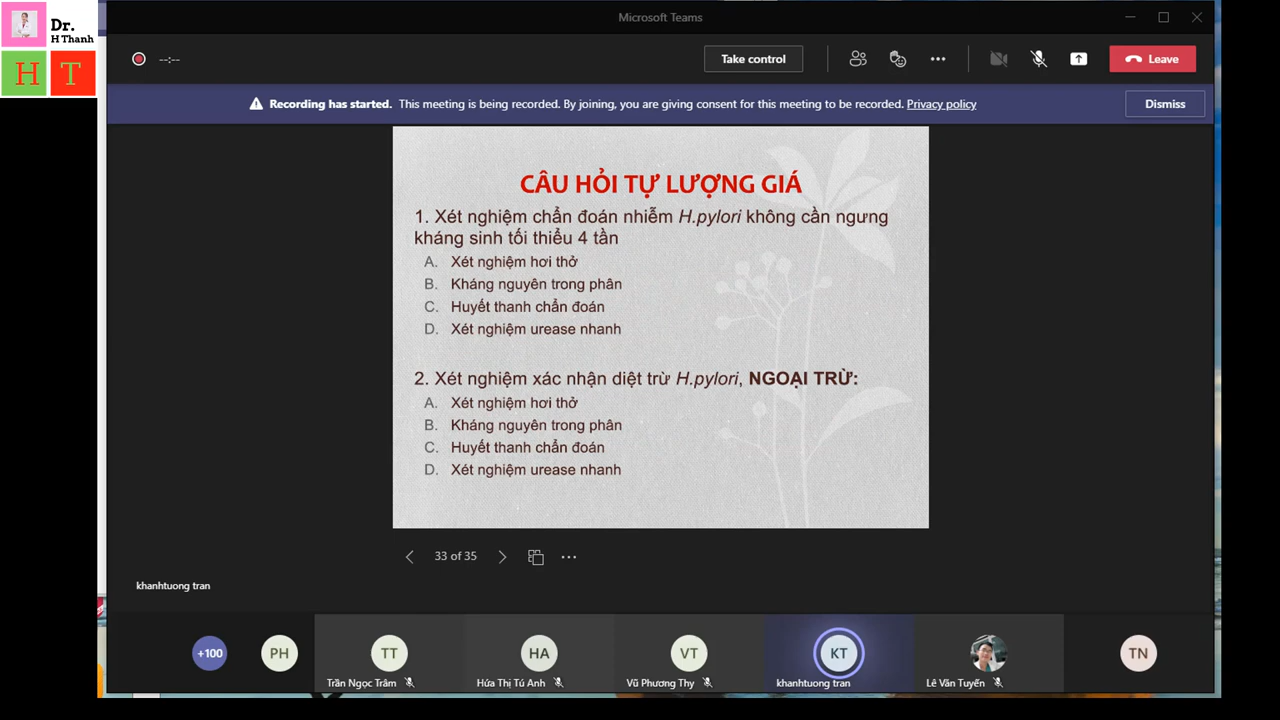 Dr.
H Thanh
H T
Microsoft Teams
--:--
Take control
Leave
Recording has started. This meeting is being recorded. By joining, you are giving consent for this meeting to be recorded. Privacy policy
Dismiss
CÂU HỎI TỰ LƯỢNG GIÁ
1. Xét nghiệm chẩn đoán nhiễm H.pylori không cần ngưng
kháng sinh tối thiểu 4 tần
A. Xét nghiệm hơi thở
B. Kháng nguyên trong phân
C. Huyết thanh chẩn đoán
D. Xét nghiệm urease nhanh
2. Xét nghiệm xác nhận diệt trừ H.pylori, NGOẠI TRỪ:
A. Xét nghiệm hơi thở
B. Kháng nguyên trong phân
C. Huyết thanh chẩn đoán
D. Xét nghiệm urease nhanh
33 of 35
khanhtuong tran
+100
PH
TT
HA
VT
KT
TN
Trần Ngọc Trâm
Hứa Thị Tú Anh
Vũ Phương Thy
khanhtuong tran
Lê Văn Tuyến